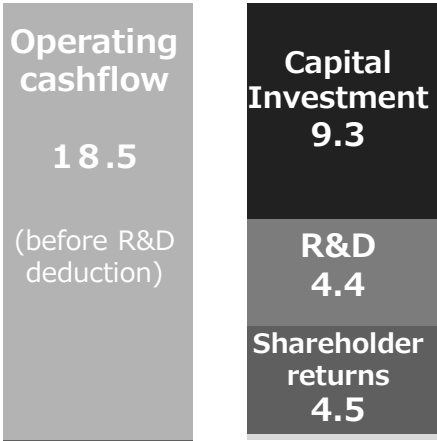 Operating
cashflow
18.5
(before R&D
deduction)
Capital
Investment
9.3
R&D
4.4
Shareholder
returns
4.5